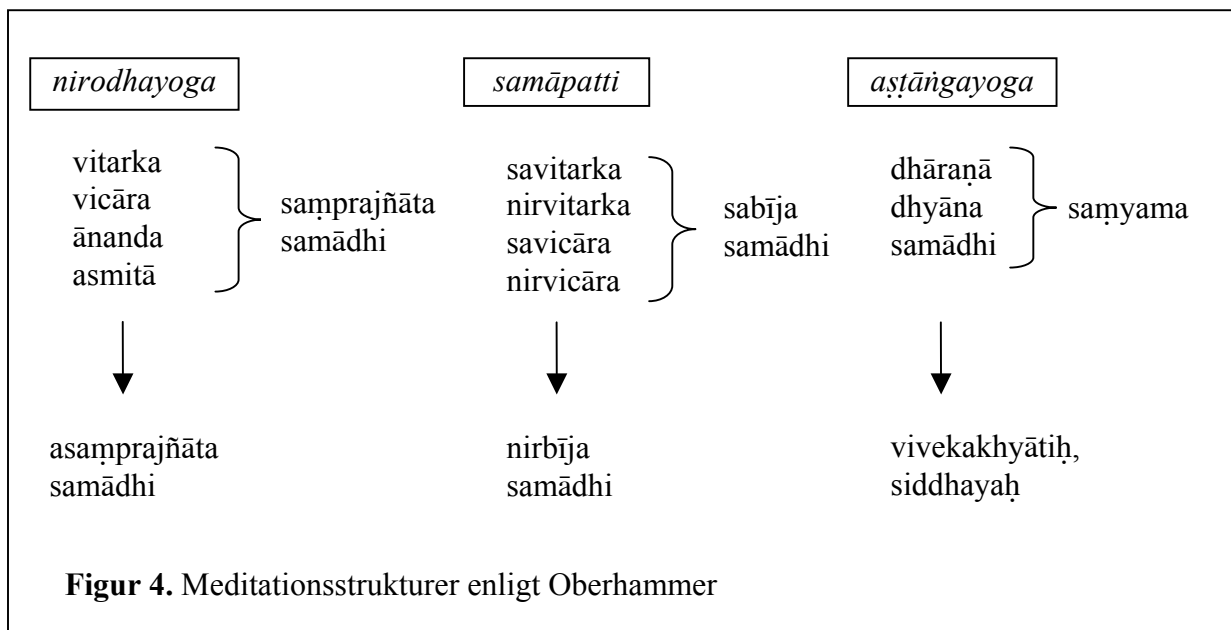 nirodhayoga
vitarka
vicāra
ānanda
asmitā
saṃprajñāta
samādhi
asaṃprajñāta
samādhi
samāpatti
savitarka
nirvitarka
savicāra
nirvicāra
sabīja
samādhi
nirbīja
samādhi
aṣṭāṅgayoga
dhāraṇā
dhyāna
samādhi
saṃyama
vivekakhyātiḥ,
siddhayaḥ
Figur 4. Meditationsstrukturer enligt Oberhammer